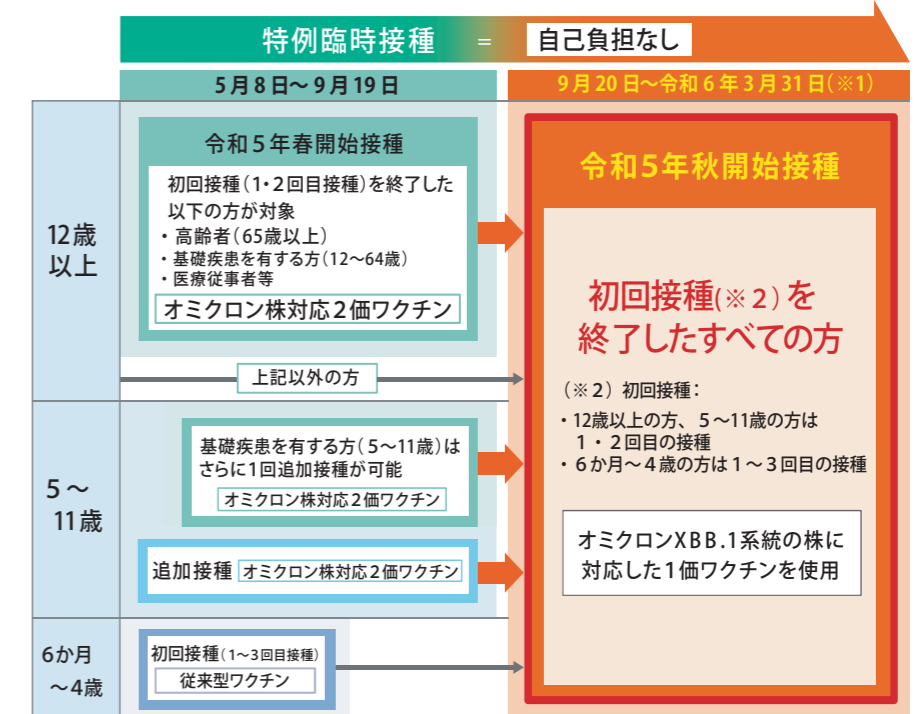 特例臨時接種 = 自己負担なし
5月8日～9月19日
9月20日～令和6年3月31日(※1)
12歳
以上
令和5年春開始接種
初回接種(1・2回目接種)を終了した
以下の方が対象
・高齢者(65歳以上)
・基礎疾患を有する方(12～64歳)
・医療従事者等
オミクロン株対応2価ワクチン
上記以外の方
5～
11歳
基礎疾患を有する方(5～11歳)は
さらに1回追加接種が可能
オミクロン株対応2価ワクチン
追加接種 オミクロン株対応2価ワクチン
6か月
～4歳
初回接種(1～3回目接種)
従来型ワクチン
令和5年秋開始接種
初回接種(※2)を
終了したすべての方
(※2)初回接種:
・12歳以上の方、5～11歳の方は
1・2回目の接種
・6か月～4歳の方は1～3回目の接種
オミクロンXBB.1系統の株に
対応した1価ワクチンを使用